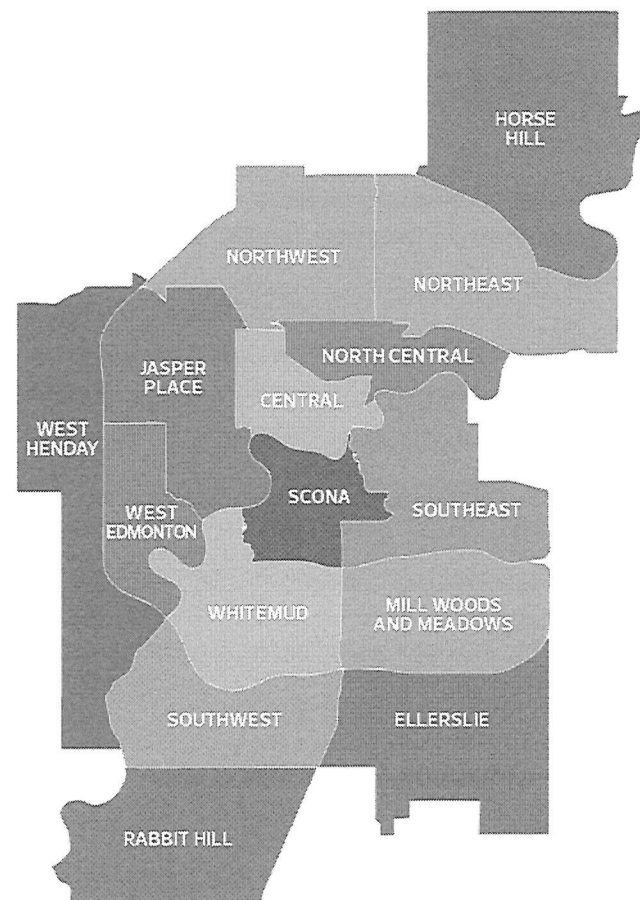 HORSE
HILL
NORTHWEST
NORTHEAST
NORTH CENTRAL
JASPER
PLACE
CENTRAL
WEST
HENDAY
SCONA
WEST
EDMONTON
SOUTHEAST
WHITEMUD
MILL WOODS
AND MEADOWS
SOUTHWEST
ELLERSLIE
RABBIT HILL